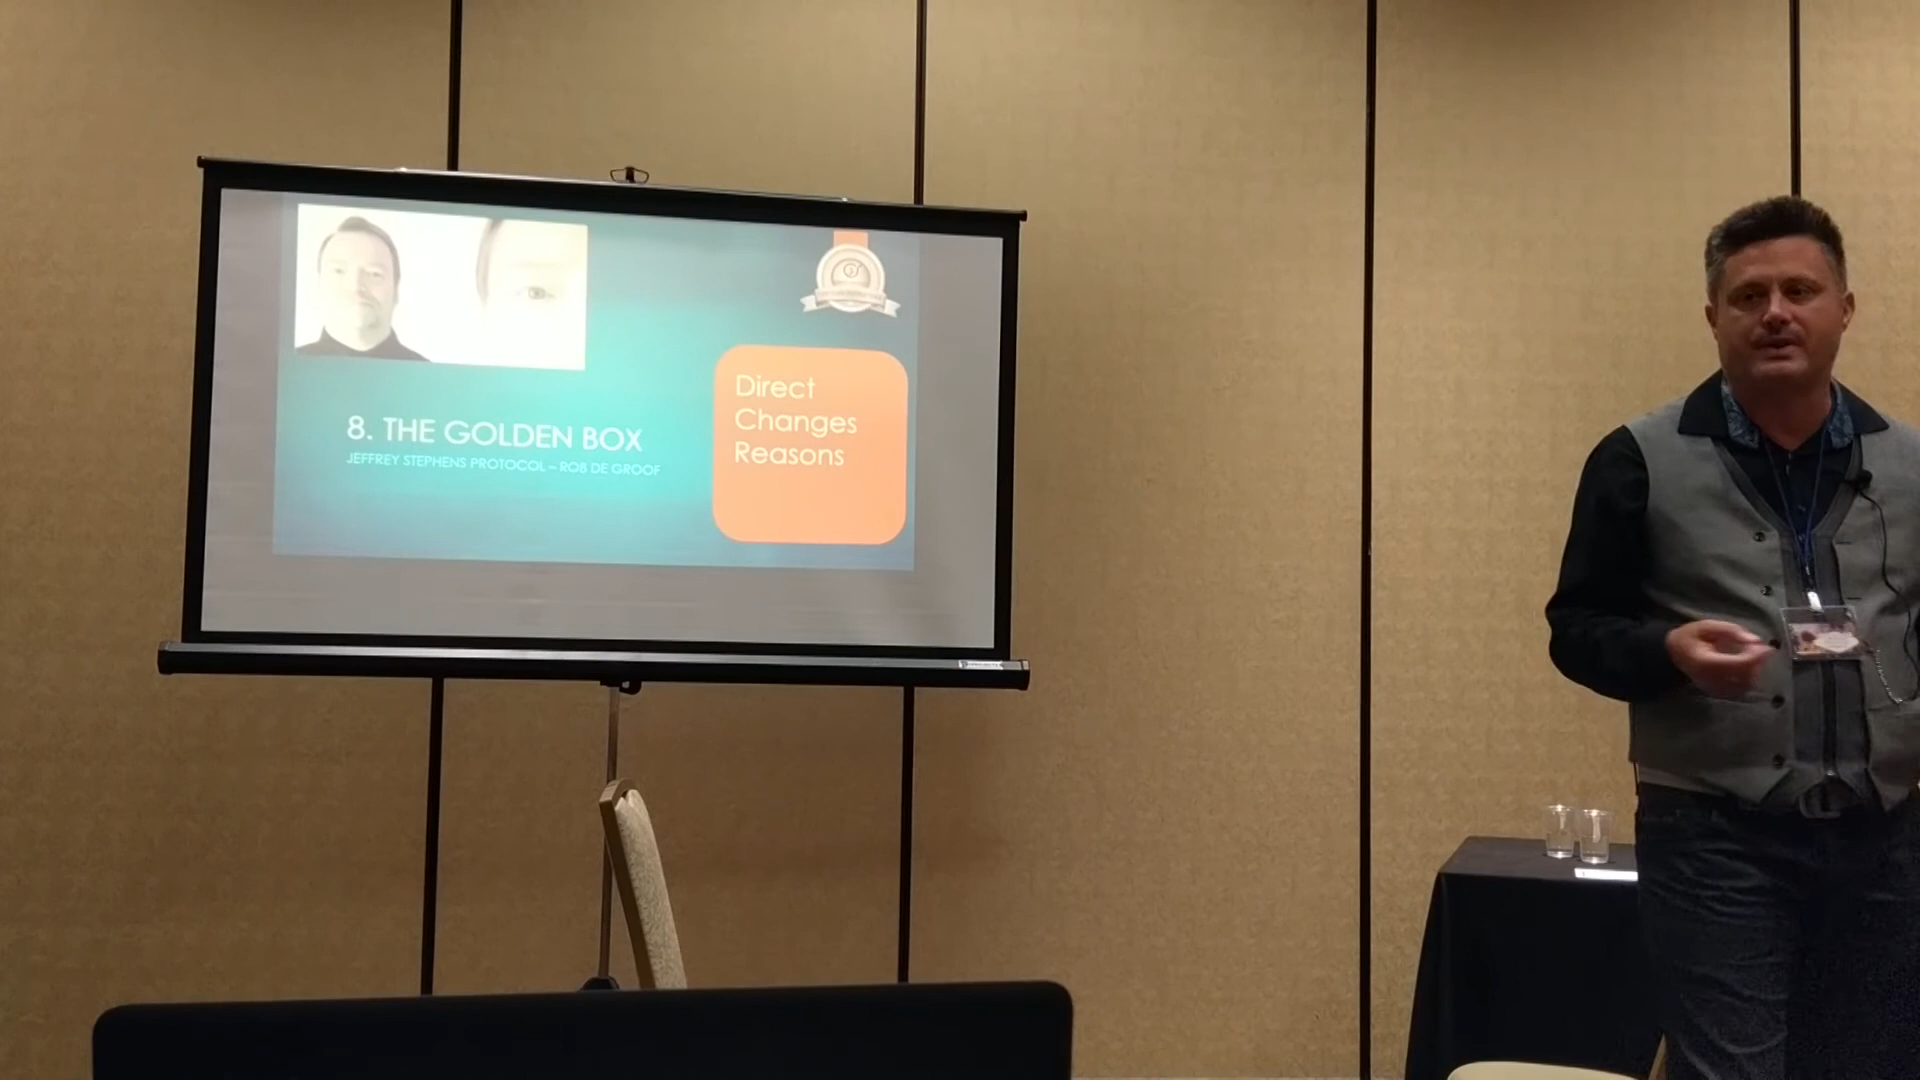 8. THE GOLDEN BOX
JEFFREY STEPHENS PROTOCOL – ROB DE GROOF
Direct
Changes
Reasons